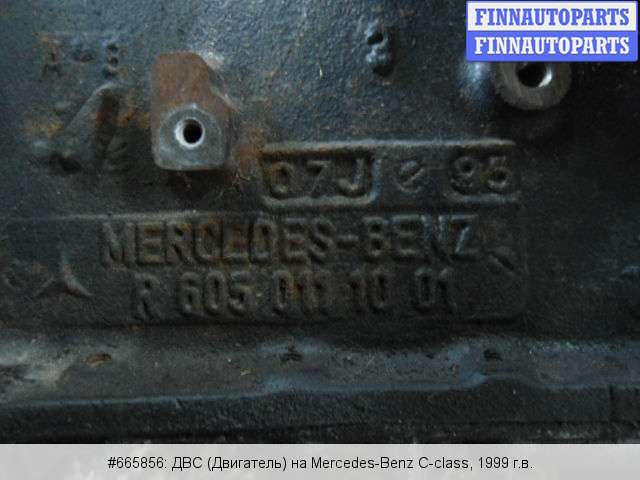 FINNAUTOPARTS
FINNAUTOPARTS
07J e 95
MERCEDES-BENZ
R 605 011 10 01
#665856: ДВС (Двигатель) на Mercedes-Benz C-class, 1999 г.в.